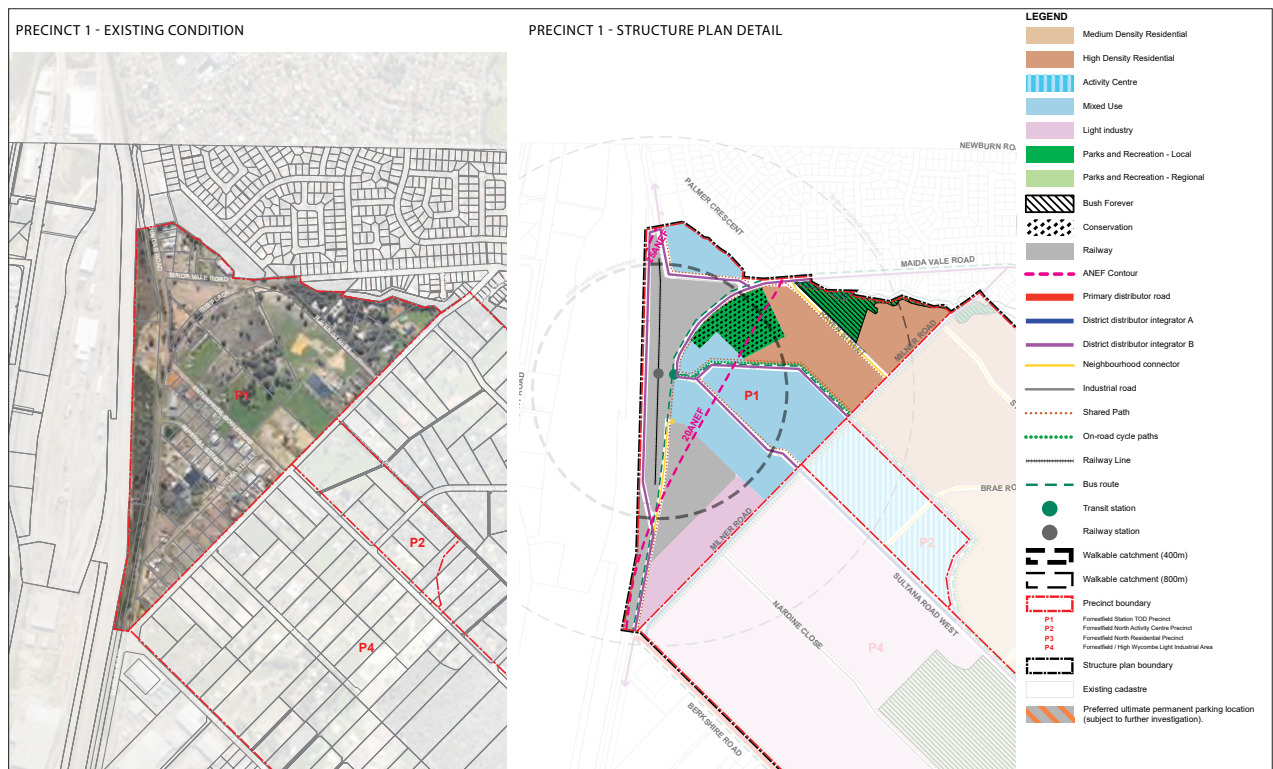 PRECINCT 1 - EXISTING CONDITION
MAIDA VALE ROAD
P1
P2
P4
PRECINCT 1 - STRUCTURE PLAN DETAIL
NEWBURN ROA
PALMER CRESCENT
25ANEF
MAIDA VALE ROAD
MILNER ROAD
P1
20ANEF
MILNER ROAD
BRAE RO
P2
SULTANA ROAD WEST
NARDINE CLOSE
P4
BERKSHIRE ROAD
LEGEND
Medium Density Residential
High Density Residential
Activity Centre
Mixed Use
Light industry
Parks and Recreation - Local
Parks and Recreation - Regional
Bush Forever
Conservation
Railway
ANEF Contour
Primary distributor road
District distributor integrator A
District distributor integrator B
Neighbourhood connector
Industrial road
Shared Path
On-road cycle paths
Railway Line
Bus route
Transit station
Railway station
Walkable catchment (400m)
Walkable catchment (800m)
Precinct boundary
P1 Forrestfield Station TOD Precinct
P2 Forrestfield North Activity Centre Precinct
P3 Forrestfield North Residential Precinct
P4 Forrestfield / High Wycombe Light Industrial Area
Structure plan boundary
Existing cadastre
Preferred ultimate permanent parking location
(subject to further investigation).